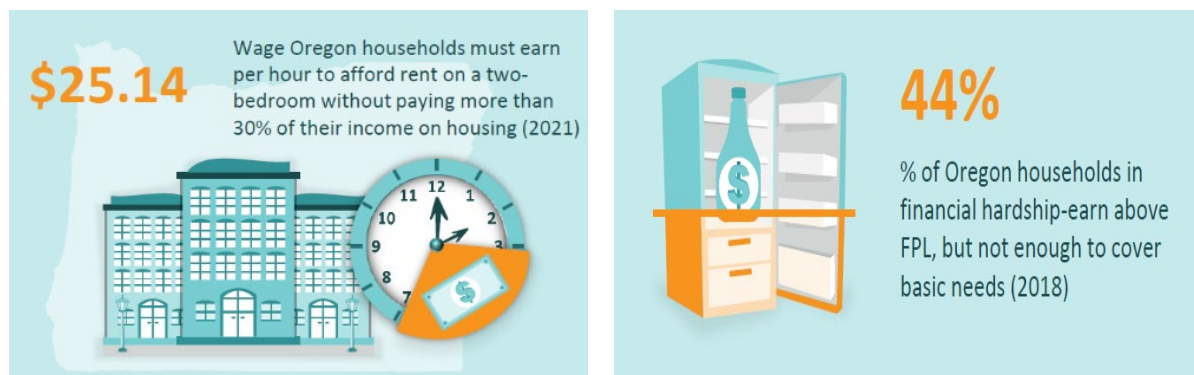 $25.14
Wage Oregon households must earn
per hour to afford rent on a two-
bedroom without paying more than
30% of their income on housing (2021)
11 12 1
10 2
9 3
8
7
$
$
44%
% of Oregon households in
financial hardship-earn above
FPL, but not enough to cover
basic needs (2018)